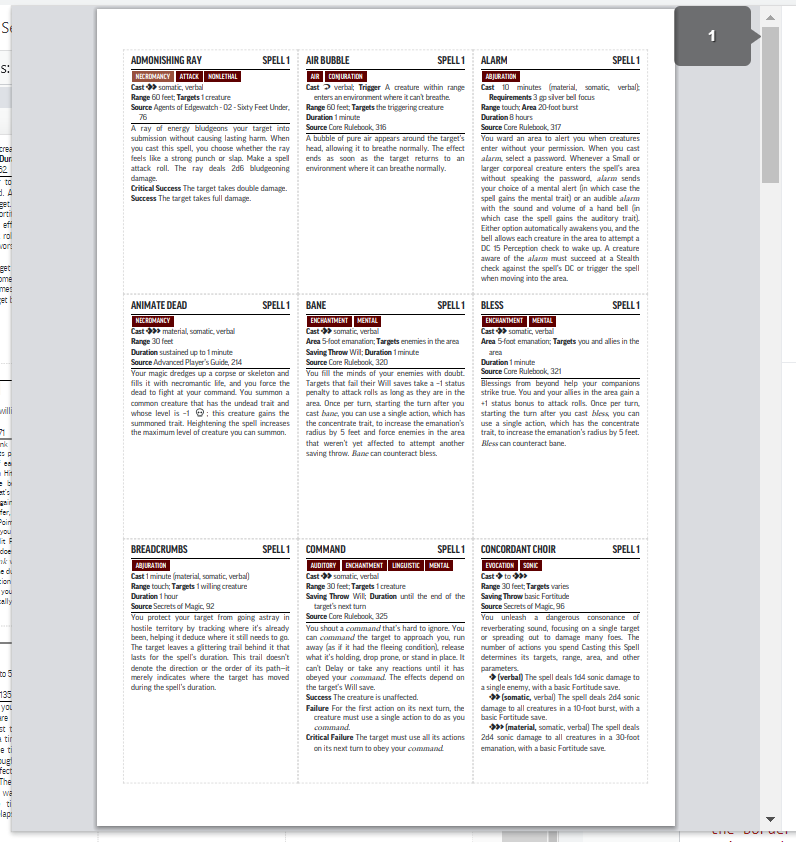 1
ADMONISHING RAY SPELL 1
NECROMANCY ATTACK NONLETHAL
Cast somatic, verbal
Range 60 feet; Targets 1 creature
Source Agents of Edgewatch - 02 - Sixty Feet Under,
76
A ray of energy bludgeons your target into
submission without causing lasting harm. When
you cast this spell, you choose whether the ray
feels like a strong punch or slap. Make a spell
attack roll. The ray deals 2d6 bludgeoning
damage.
Critical Success The target takes double damage.
Success The target takes full damage.
AIR BUBBLE SPELL 1
AIR CONJURATION
Cast verbal; Trigger A creature within range
enters an environment where it can't breathe.
Range 60 feet; Targets the triggering creature
Duration 1 minute
Source Core Rulebook, 316
A bubble of pure air appears around the target's
head, allowing it to breathe normally. The effect
ends as soon as the target returns to an
environment where it can breathe normally.
ALARM SPELL 1
ABJURATION
Cast 10 minutes (material, somatic, verbal);
Requirements 3 gp silver bell focus
Range touch; Area 20-foot burst
Duration 8 hours
Source Core Rulebook, 317
You ward an area to alert you when creatures
enter without your permission. When you cast
alarm, select a password. Whenever a Small or
larger corporeal creature enters the spell's area
without speaking the password, alarm sends
your choice of a mental alert (in which case the
spell gains the mental trait) or an audible alarm
with the sound and volume of a hand bell (in
which case the spell gains the auditory trait).
Either option automatically awakens you, and the
bell allows each creature in the area to attempt a
DC 15 Perception check to wake up. A creature
aware of the alarm must succeed at a Stealth
check against the spell's DC or trigger the spell
when moving into the area.
ANIMATE DEAD SPELL 1
NECROMANCY
Cast material, somatic, verbal
Range 30 feet
Duration sustained up to 1 minute
Source Advanced Player's Guide, 214
Your magic dredges up a corpse or skeleton and
fills it with necromantic life, and you force the
dead to fight at your command. You summon a
common creature that has the undead trait and
whose level is -1 💀; this creature gains the
summoned trait. Heightening the spell increases
the maximum level of creature you can summon.
BANE SPELL 1
ENCHANTMENT MENTAL
Cast somatic, verbal
Area 5-foot emanation; Targets enemies in the area
Saving Throw Will; Duration 1 minute
Source Core Rulebook, 320
You fill the minds of your enemies with doubt.
Targets that fail their Will saves take a -1 status
penalty to attack rolls as long as they are in the
area. Once per turn, starting the turn after you
cast bane, you can use a single action, which has
the concentrate trait, to increase the emanation's
radius by 5 feet and force enemies in the area
that weren't yet affected to attempt another
saving throw. Bane can counteract bless.
BLESS SPELL 1
ENCHANTMENT MENTAL
Cast somatic, verbal
Area 5-foot emanation; Targets you and allies in the
area
Duration 1 minute
Source Core Rulebook, 321
Blessings from beyond help your companions
strike true. You and your allies in the area gain a
+1 status bonus to attack rolls. Once per turn,
starting the turn after you cast bless, you can
use a single action, which has the concentrate
trait, to increase the emanation's radius by 5 feet.
Bless can counteract bane.
BREADCRUMBS SPELL 1
ABJURATION
Cast 1 minute (material, somatic, verbal)
Range touch; Targets 1 willing creature
Duration 1 hour
Source Secrets of Magic, 92
You protect your target from going astray in
hostile territory by tracking where it's already
been, helping it deduce where it still needs to go.
The target leaves a glittering trail behind it that
lasts for the spell's duration. This trail doesn't
denote the direction or the order of its path—it
merely indicates where the target has moved
during the spell's duration.
COMMAND SPELL 1
AUDITORY ENCHANTMENT LINGUISTIC MENTAL
Cast somatic, verbal
Range 30 feet; Targets 1 creature
Saving Throw Will; Duration until the end of the
target's next turn
Source Core Rulebook, 325
You shout a command that's hard to ignore. You
can command the target to approach you, run
away (as if it had the fleeing condition), release
what it's holding, drop prone, or stand in place. It
can't Delay or take any reactions until it has
obeyed your command. The effects depend on
the target's Will save.
Success The creature is unaffected.
Failure For the first action on its next turn, the
creature must use a single action to do as you
command.
Critical Failure The target must use all its actions
on its next turn to obey your command.
CONCORDANT CHOIR SPELL 1
EVOCATION SONIC
Cast to
Range 30 feet; Targets varies
Saving Throw basic Fortitude
Source Secrets of Magic, 96
You unleash a dangerous consonance of
reverberating sound, focusing on a single target
or spreading out to damage many foes. The
number of actions you spend Casting this Spell
determines its targets, range, area, and other
parameters.
(verbal) The spell deals 1d4 sonic damage to
a single enemy, with a basic Fortitude save.
(somatic, verbal) The spell deals 2d4 sonic
damage to all creatures in a 10-foot burst, with a
basic Fortitude save.
(material, somatic, verbal) The spell deals
2d4 sonic damage to all creatures in a 30-foot
emanation, with a basic Fortitude save.